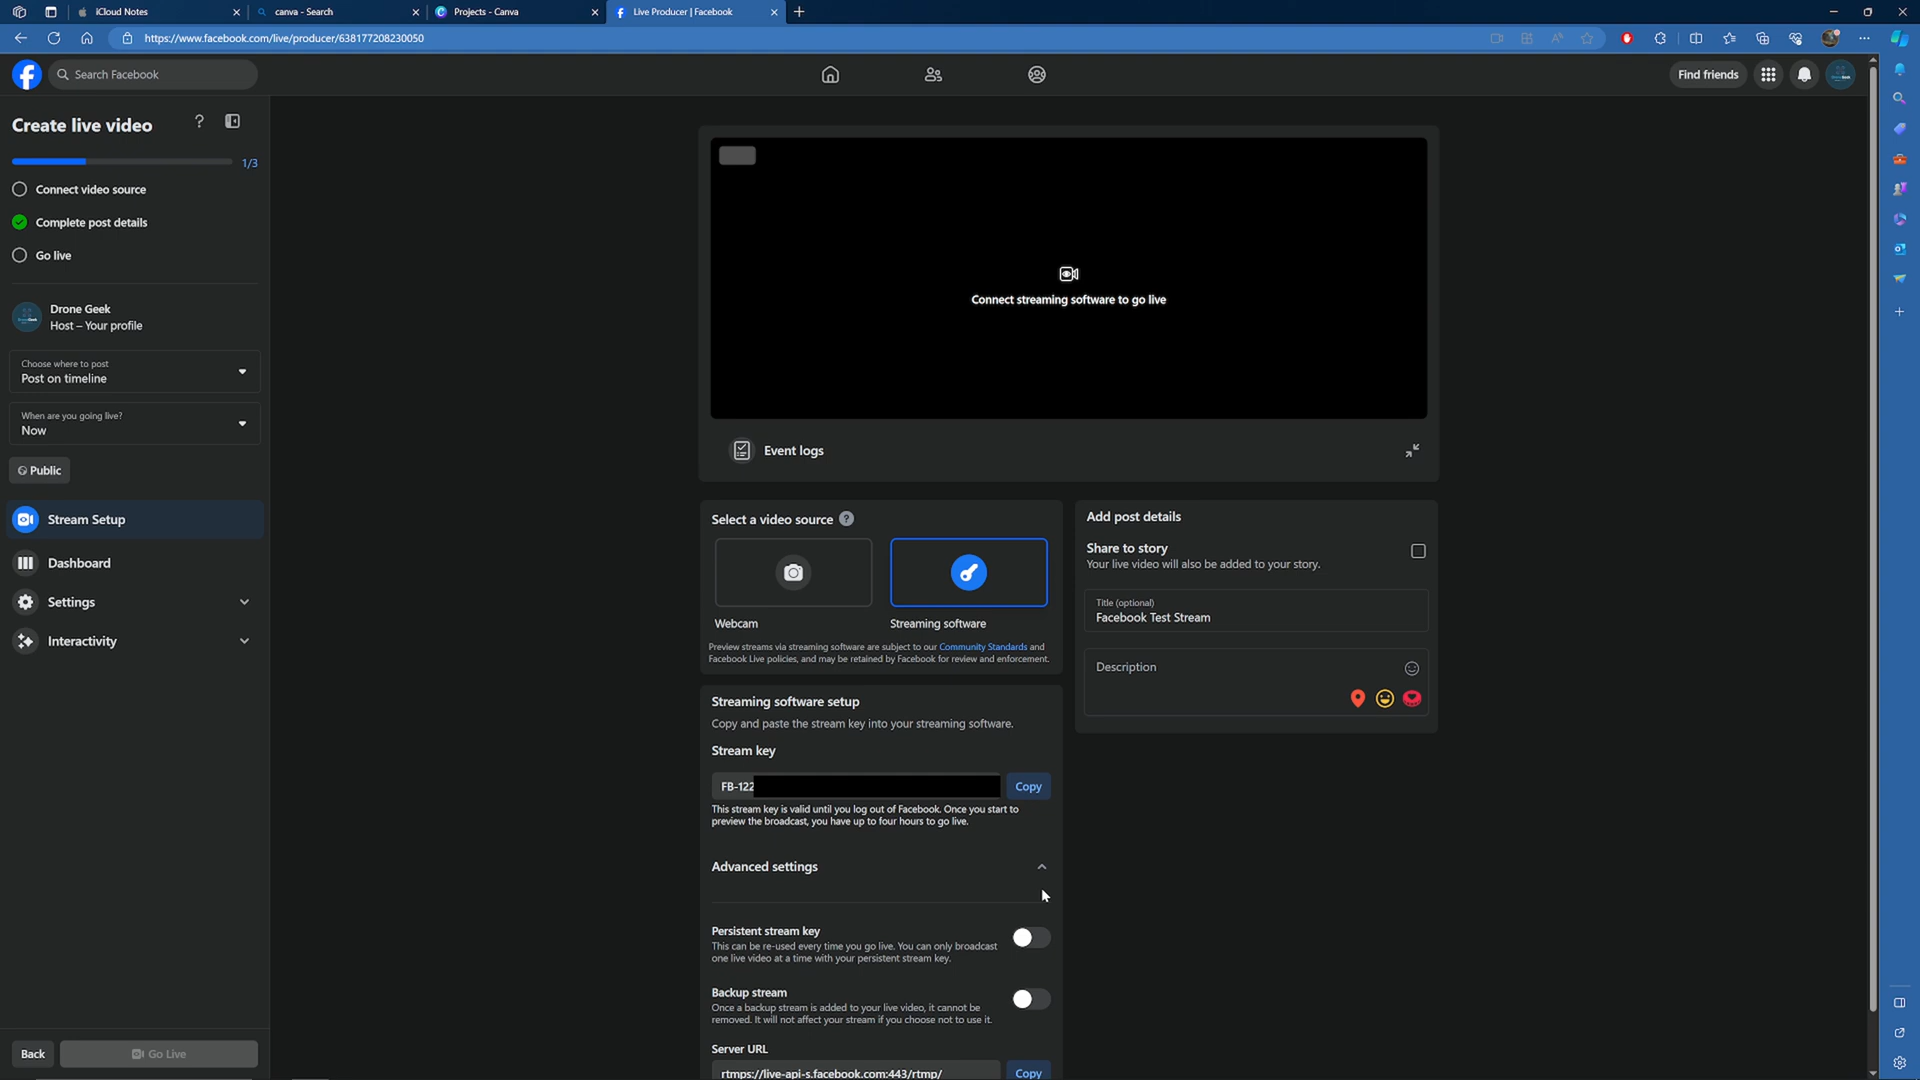 iCloud Notes
canva - Search
Projects - Canva
Live Producer | Facebook
https://www.facebook.com/live/producer/638177208230050
Search Facebook
Find friends
Create live video
1/3
Connect video source
Complete post details
Go live
Drone Geek
Host – Your profile
Choose where to post
Post on timeline
When are you going live?
Now
Public
Stream Setup
Dashboard
Settings
Interactivity
Back
Go Live
Connect streaming software to go live
Event logs
Select a video source
Webcam
Streaming software
Preview streams via streaming software are subject to our Community Standards and
Facebook Live policies, and may be retained by Facebook for review and enforcement.
Streaming software setup
Copy and paste the stream key into your streaming software.
Stream key
FB-122
Copy
This stream key is valid until you log out of Facebook. Once you start to
preview the broadcast, you have up to four hours to go live.
Advanced settings
Persistent stream key
This can be re-used every time you go live. You can only broadcast
one live video at a time with your persistent stream key.
Backup stream
Once a backup stream is added to your live video, it cannot be
removed. It will not affect your stream if you choose not to use it.
Server URL
rtmps://live-api-s.facebook.com:443/rtmp/
Copy
Add post details
Share to story
Your live video will also be added to your story.
Title (optional)
Facebook Test Stream
Description